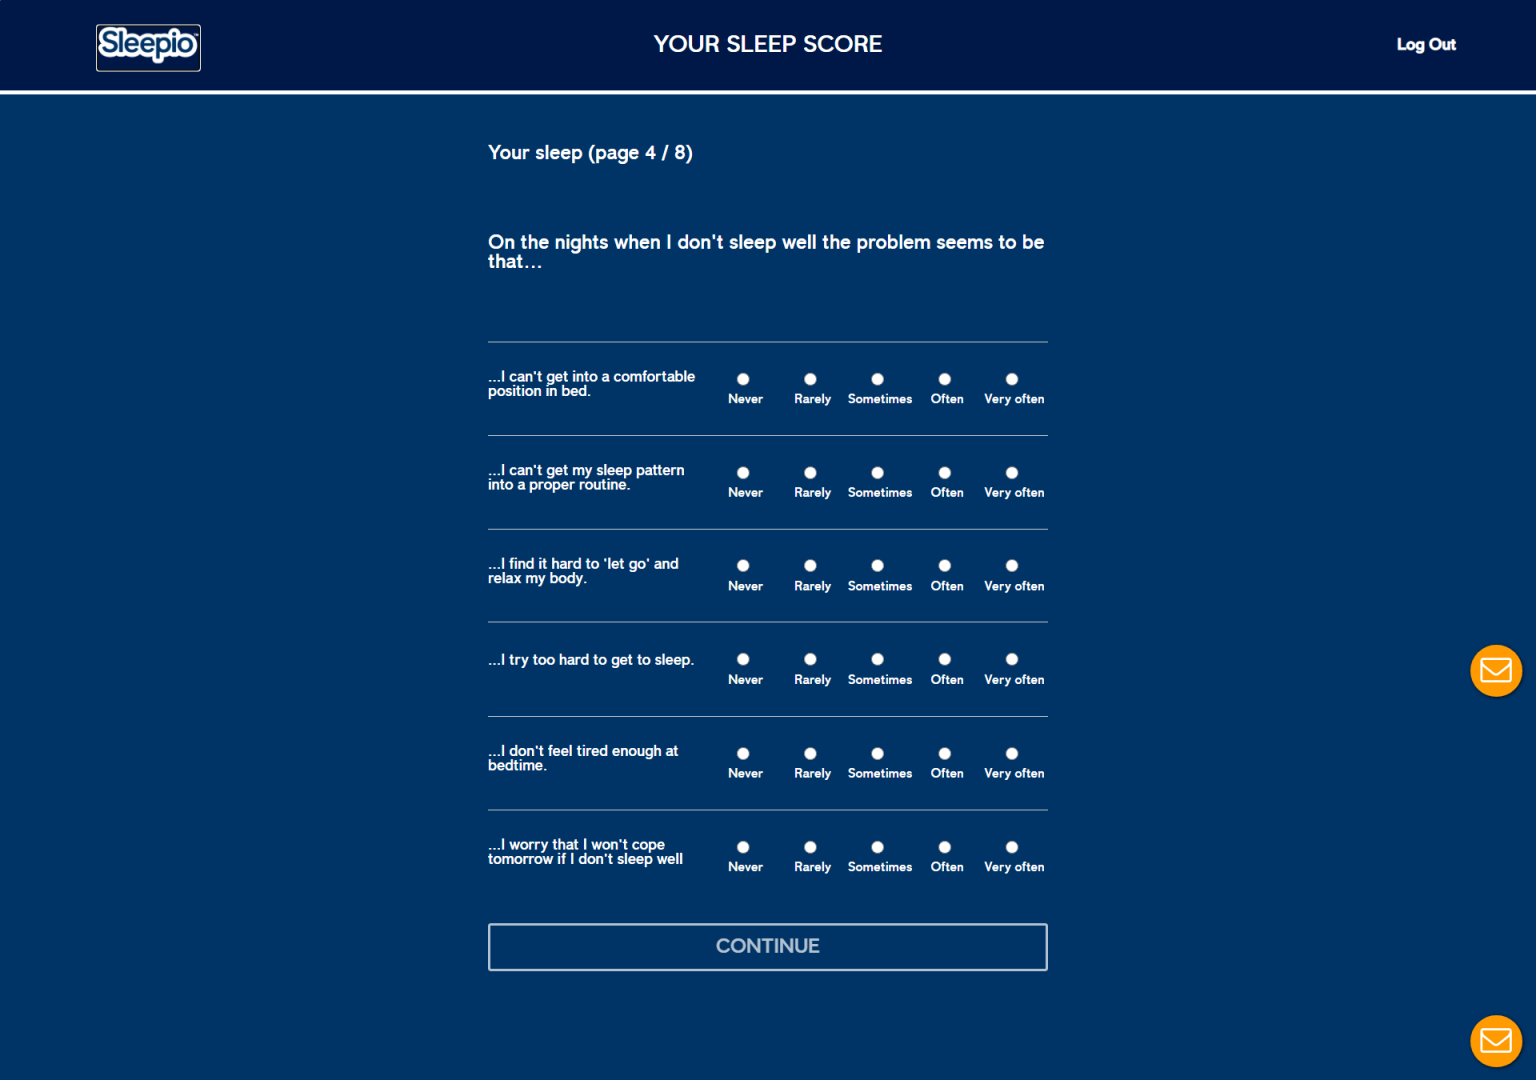 Sleepio™
YOUR SLEEP SCORE
Log Out
Your sleep (page 4 / 8)
On the nights when I don't sleep well the problem seems to be
that...
...I can't get into a comfortable
position in bed.
Never Rarely Sometimes Often Very often
...I can't get my sleep pattern
into a proper routine.
Never Rarely Sometimes Often Very often
...I find it hard to 'let go' and
relax my body.
Never Rarely Sometimes Often Very often
...I try too hard to get to sleep.
Never Rarely Sometimes Often Very often
...I don't feel tired enough at
bedtime.
Never Rarely Sometimes Often Very often
...I worry that I won't cope
tomorrow if I don't sleep well
Never Rarely Sometimes Often Very often
CONTINUE